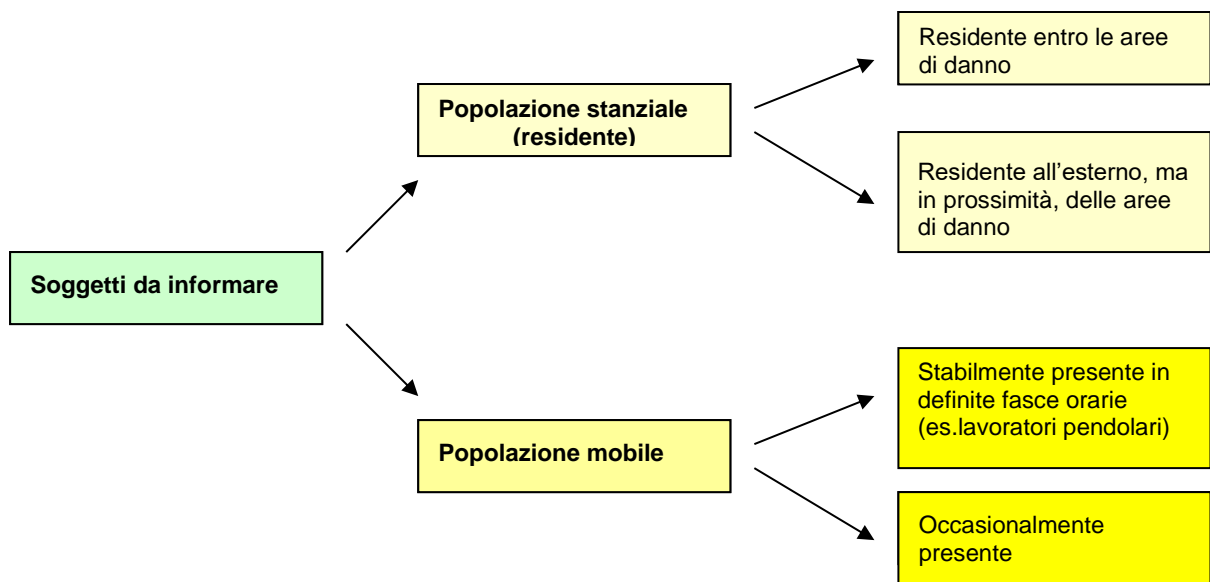 Residente entro le aree
di danno
Popolazione stanziale
(residente)
Residente all’esterno, ma
in prossimità, delle aree
di danno
Soggetti da informare
Stabilmente presente in
definite fasce orarie
(es.lavoratori pendolari)
Popolazione mobile
Occasionalmente
presente